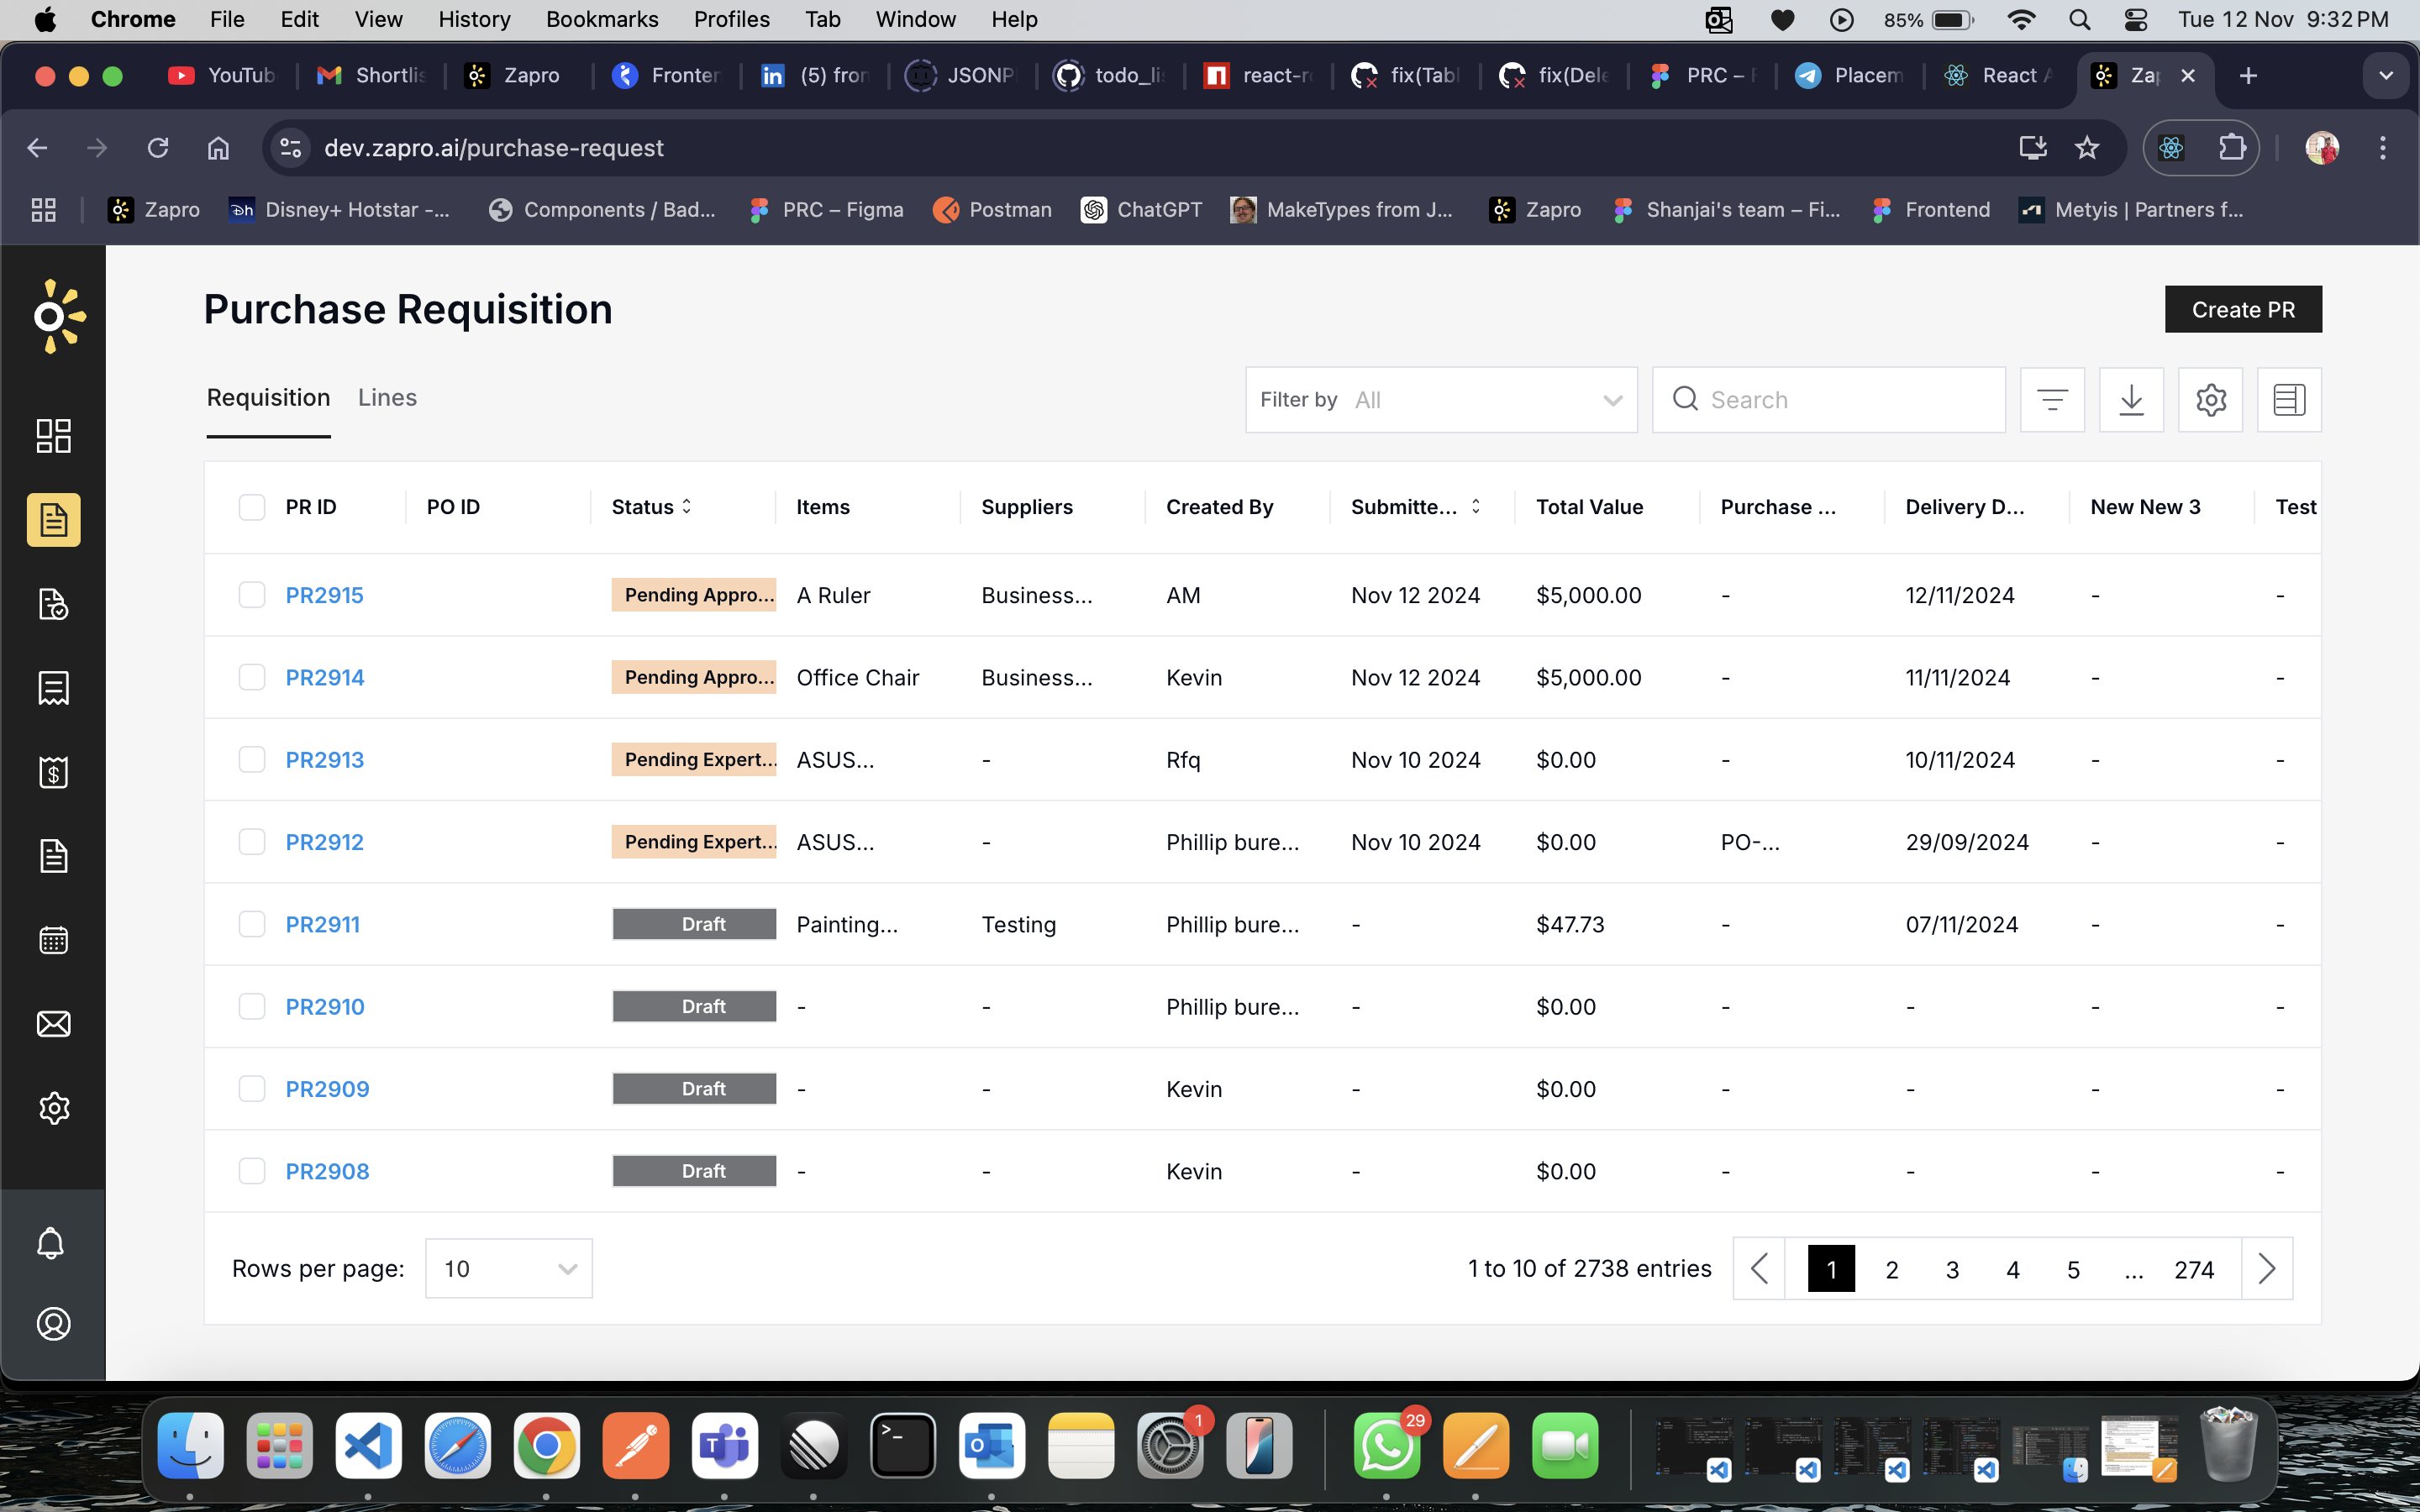 Chrome File Edit View History Bookmarks Profiles Tab Window Help 85% Tue 12 Nov 9:32 PM
YouTub Shortlis Zapro Fronter (5) fron JSONP todo_lis react-r fix(Tabl fix(Dele PRC – F Placem React A Zap
dev.zapro.ai/purchase-request
Zapro Disney+ Hotstar -... Components / Bad... PRC – Figma Postman ChatGPT MakeTypes from J... Zapro Shanjai's team – Fi... Frontend Metyis | Partners f...
Purchase Requisition Create PR
Requisition Lines Filter by All Search
PR ID PO ID Status Items Suppliers Created By Submitte... Total Value Purchase ... Delivery D... New New 3 Test
PR2915 Pending Appro... A Ruler Business... AM Nov 12 2024 $5,000.00 - 12/11/2024 - -
PR2914 Pending Appro... Office Chair Business... Kevin Nov 12 2024 $5,000.00 - 11/11/2024 - -
PR2913 Pending Expert... ASUS... - Rfq Nov 10 2024 $0.00 - 10/11/2024 - -
PR2912 Pending Expert... ASUS... - Phillip bure... Nov 10 2024 $0.00 PO-... 29/09/2024 - -
PR2911 Draft Painting... Testing Phillip bure... - $47.73 - 07/11/2024 - -
PR2910 Draft - - Phillip bure... - $0.00 - - - -
PR2909 Draft - - Kevin - $0.00 - - - -
PR2908 Draft - - Kevin - $0.00 - - - -
Rows per page: 10 1 to 10 of 2738 entries 1 2 3 4 5 ... 274
1 29